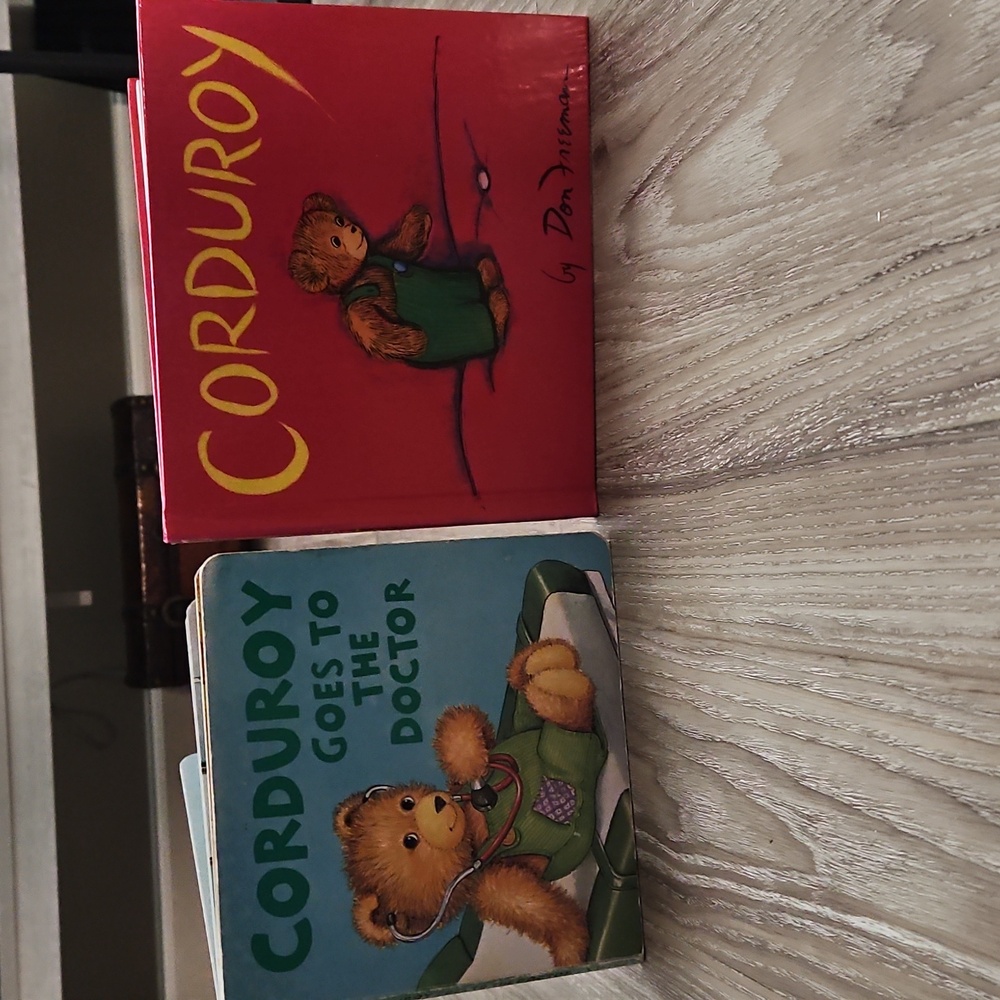 CORDUROY
GOES TO
THE
DOCTOR
CORDUROY
by Don Freeman